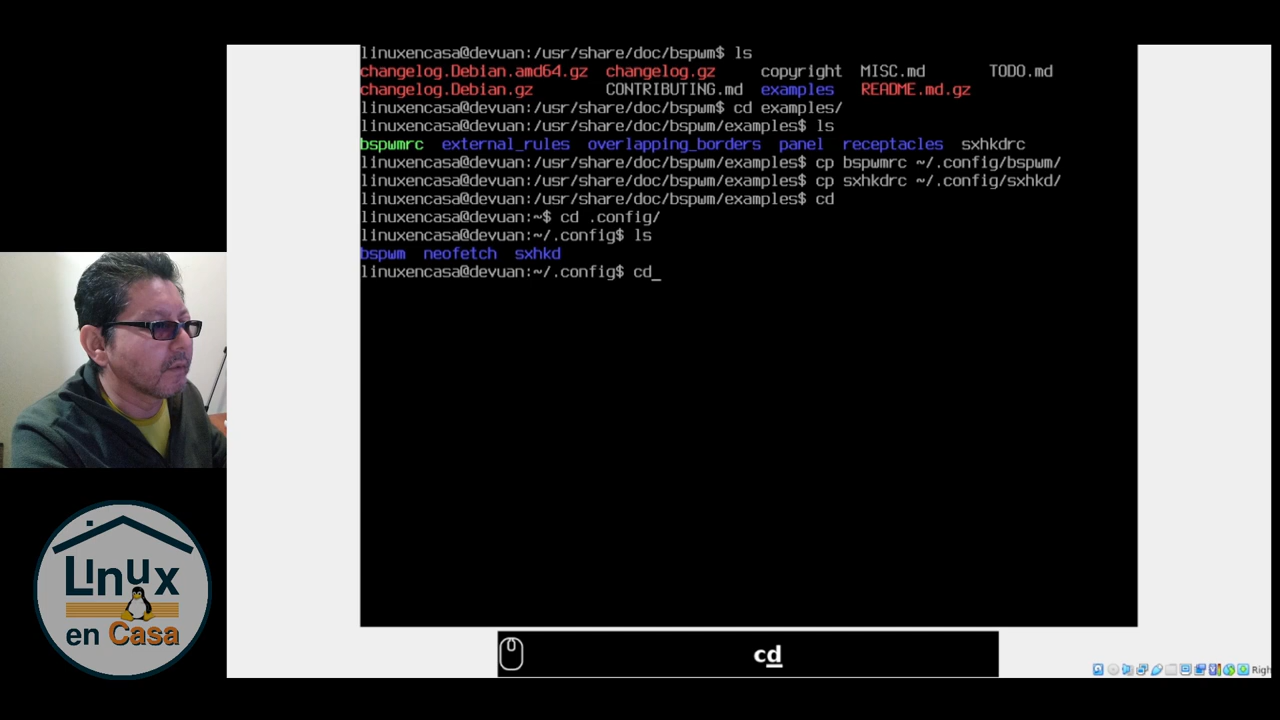 linuxencasa@devuan:/usr/share/doc/bspwm$ ls
changelog.Debian.amd64.gz changelog.gz copyright MISC.md TODO.md
changelog.Debian.gz CONTRIBUTING.md examples README.md.gz
linuxencasa@devuan:/usr/share/doc/bspwm$ cd examples/
linuxencasa@devuan:/usr/share/doc/bspwm/examples$ ls
bspwmrc external_rules overlapping_borders panel receptacles sxhkdrc
linuxencasa@devuan:/usr/share/doc/bspwm/examples$ cp bspwmrc ~/.config/bspwm/
linuxencasa@devuan:/usr/share/doc/bspwm/examples$ cp sxhkdrc ~/.config/sxhkd/
linuxencasa@devuan:/usr/share/doc/bspwm/examples$ cd
linuxencasa@devuan:~$ cd .config/
linuxencasa@devuan:~/.config$ ls
bspwm neofetch sxhkd
linuxencasa@devuan:~/.config$ cd_
Linux
en Casa
cd
Righ